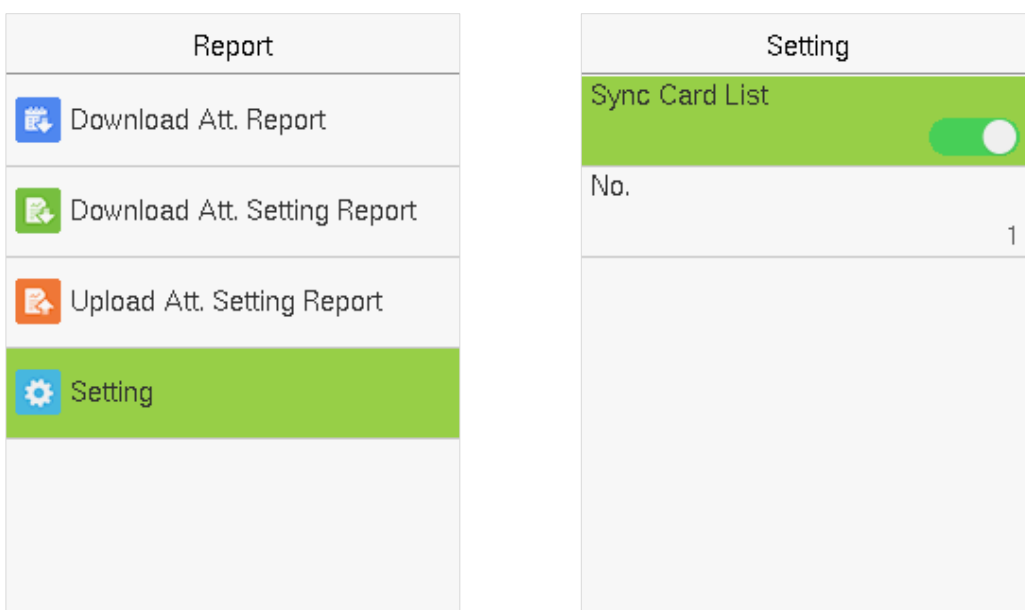 Report
Download Att. Report
Download Att. Setting Report
Upload Att. Setting Report
Setting
Setting
Sync Card List
No.
1